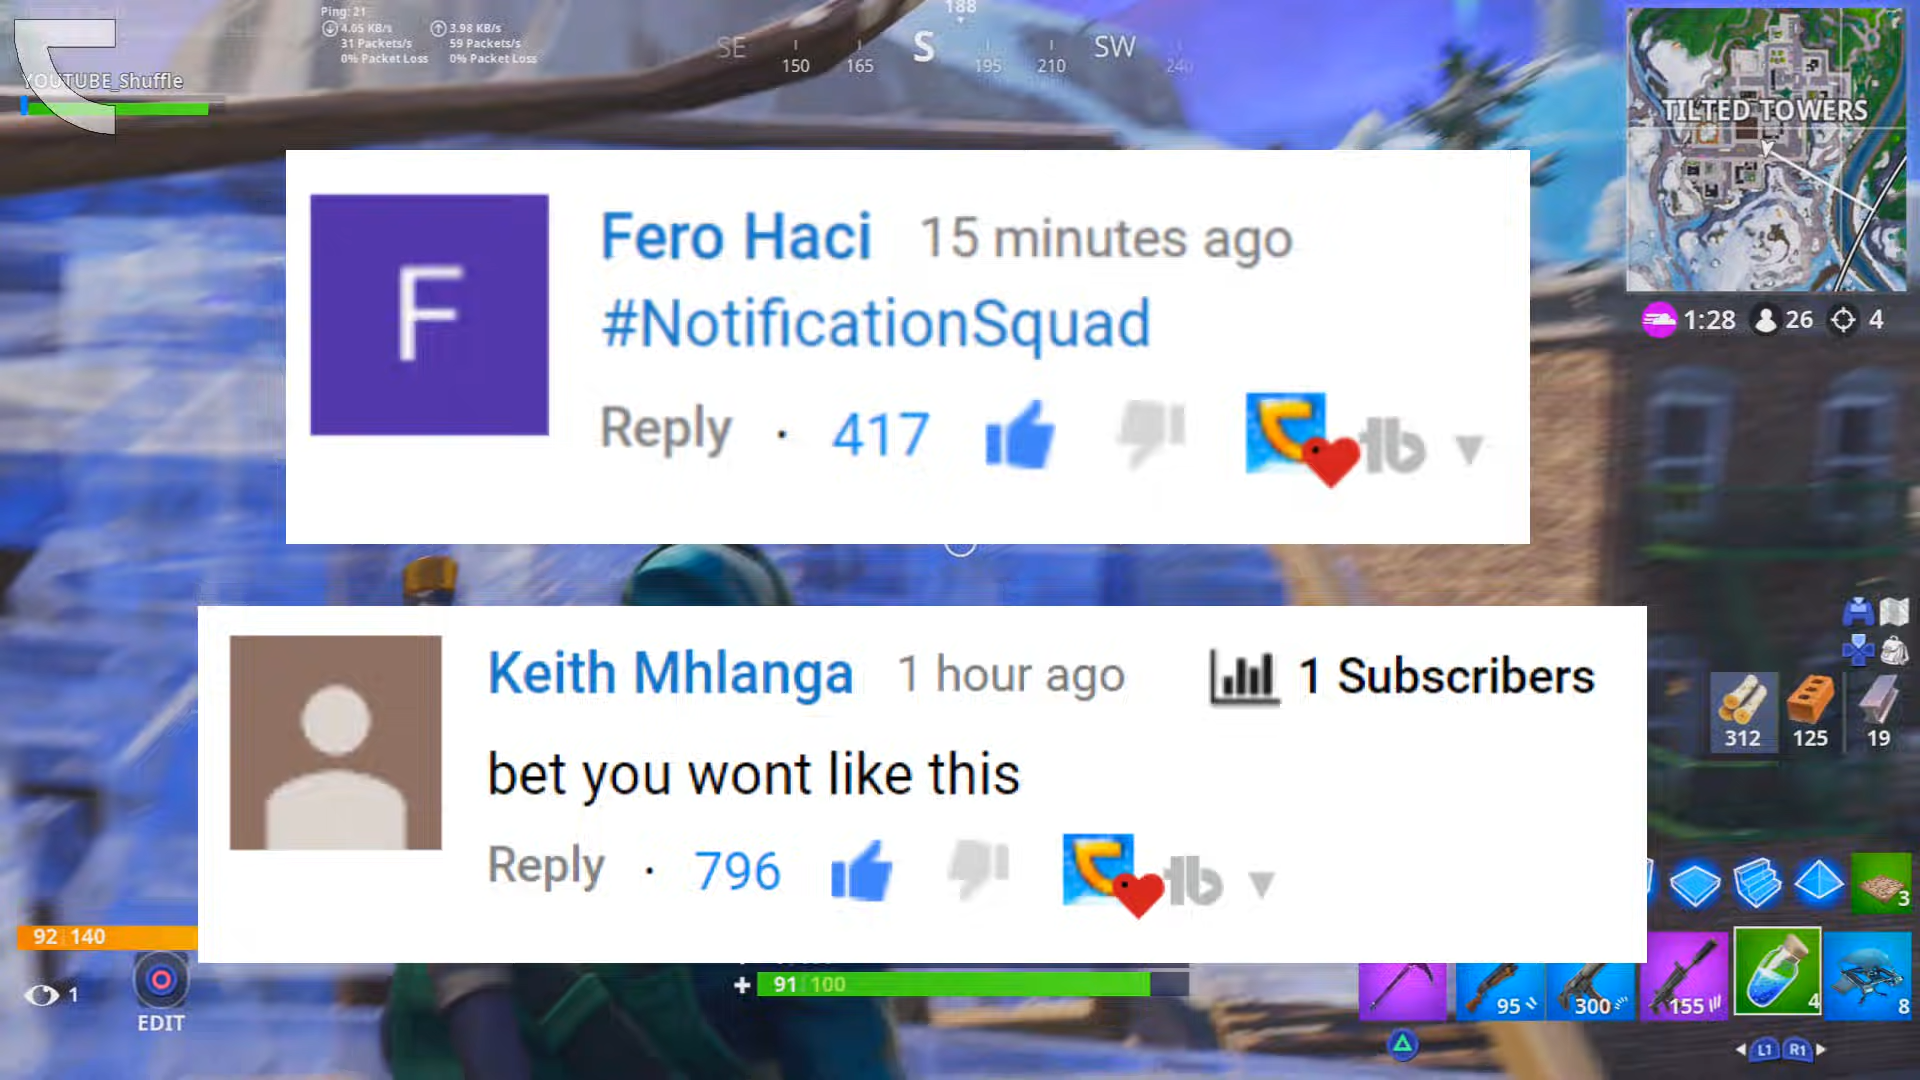 Ping: 21
4.05 KB/s 3.98 KB/s
31 Packets/s 59 Packets/s
0% Packet Loss 0% Packet Loss
YOUTUBE_Shuffle
188
SE 150 165 S 195 210 SW 240
TILTED TOWERS
1:28 26 4
F
Fero Haci 15 minutes ago
#NotificationSquad
Reply · 417
tb
Keith Mhlanga 1 hour ago 1 Subscribers
bet you wont like this
Reply · 796
tb
312 125 19
3
92 140
1
EDIT
91 100
95 300 155 4 8
L1 R1